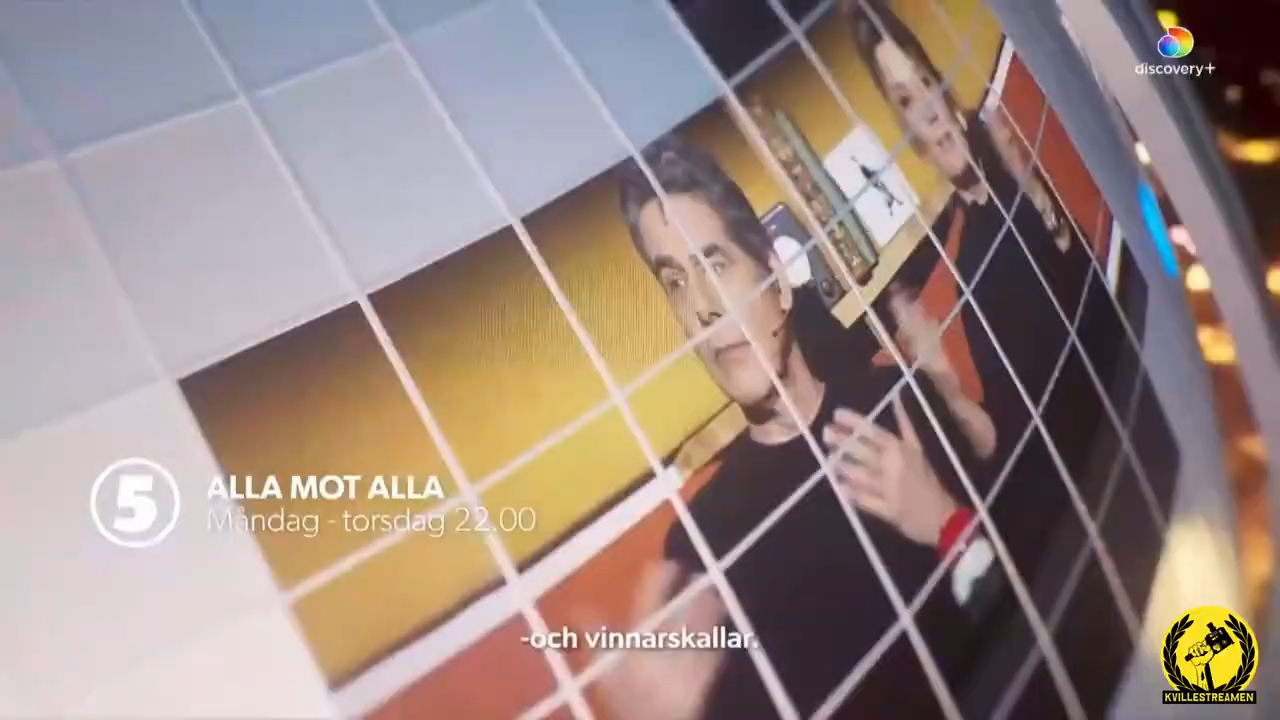 discovery+
5
ALLA MOT ALLA
Måndag - torsdag 22.00
-och vinnarskallar.
KVILLESTREAMEN